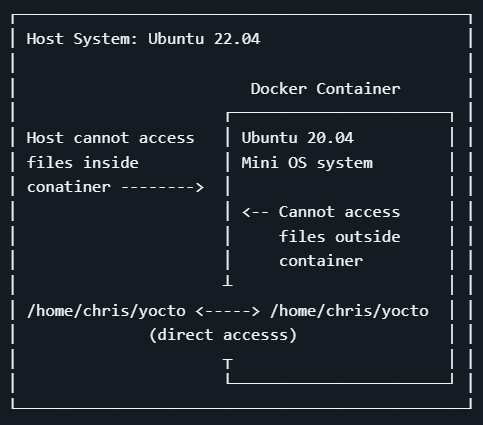 Host System: Ubuntu 22.04
Docker Container
Host cannot access
files inside
conatiner -------->
Ubuntu 20.04
Mini OS system
<-- Cannot access
files outside
container
/home/chris/yocto <-----> /home/chris/yocto
(direct accesss)